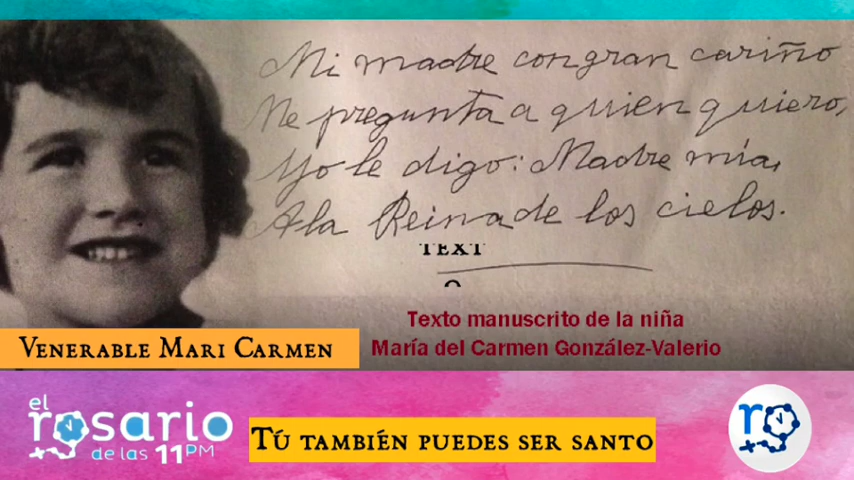 Mi madre con gran cariño
Me pregunta a quien quiero,
Yo le digo: Madre mía,
A la Reina de los cielos.
TEXT
O
Texto manuscrito de la niña
María del Carmen González-Valerio
Venerable Mari Carmen
el
rosario
de las 11PM
Tú también puedes ser santo
r